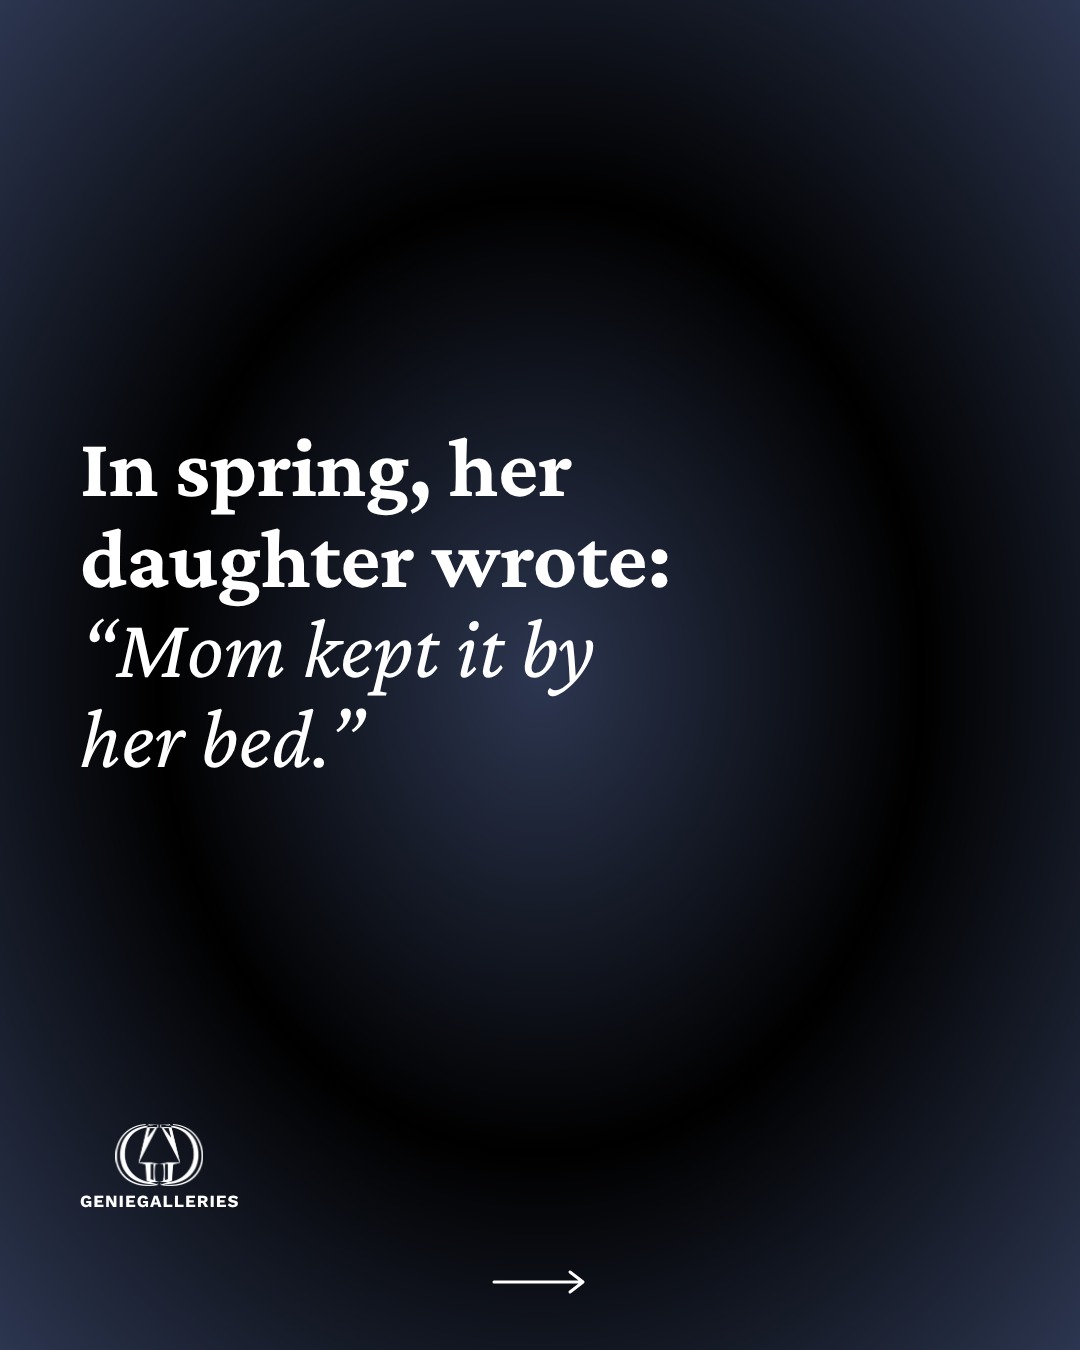 In spring, her
daughter wrote:
“Mom kept it by
her bed.”
GENIEGALLERIES